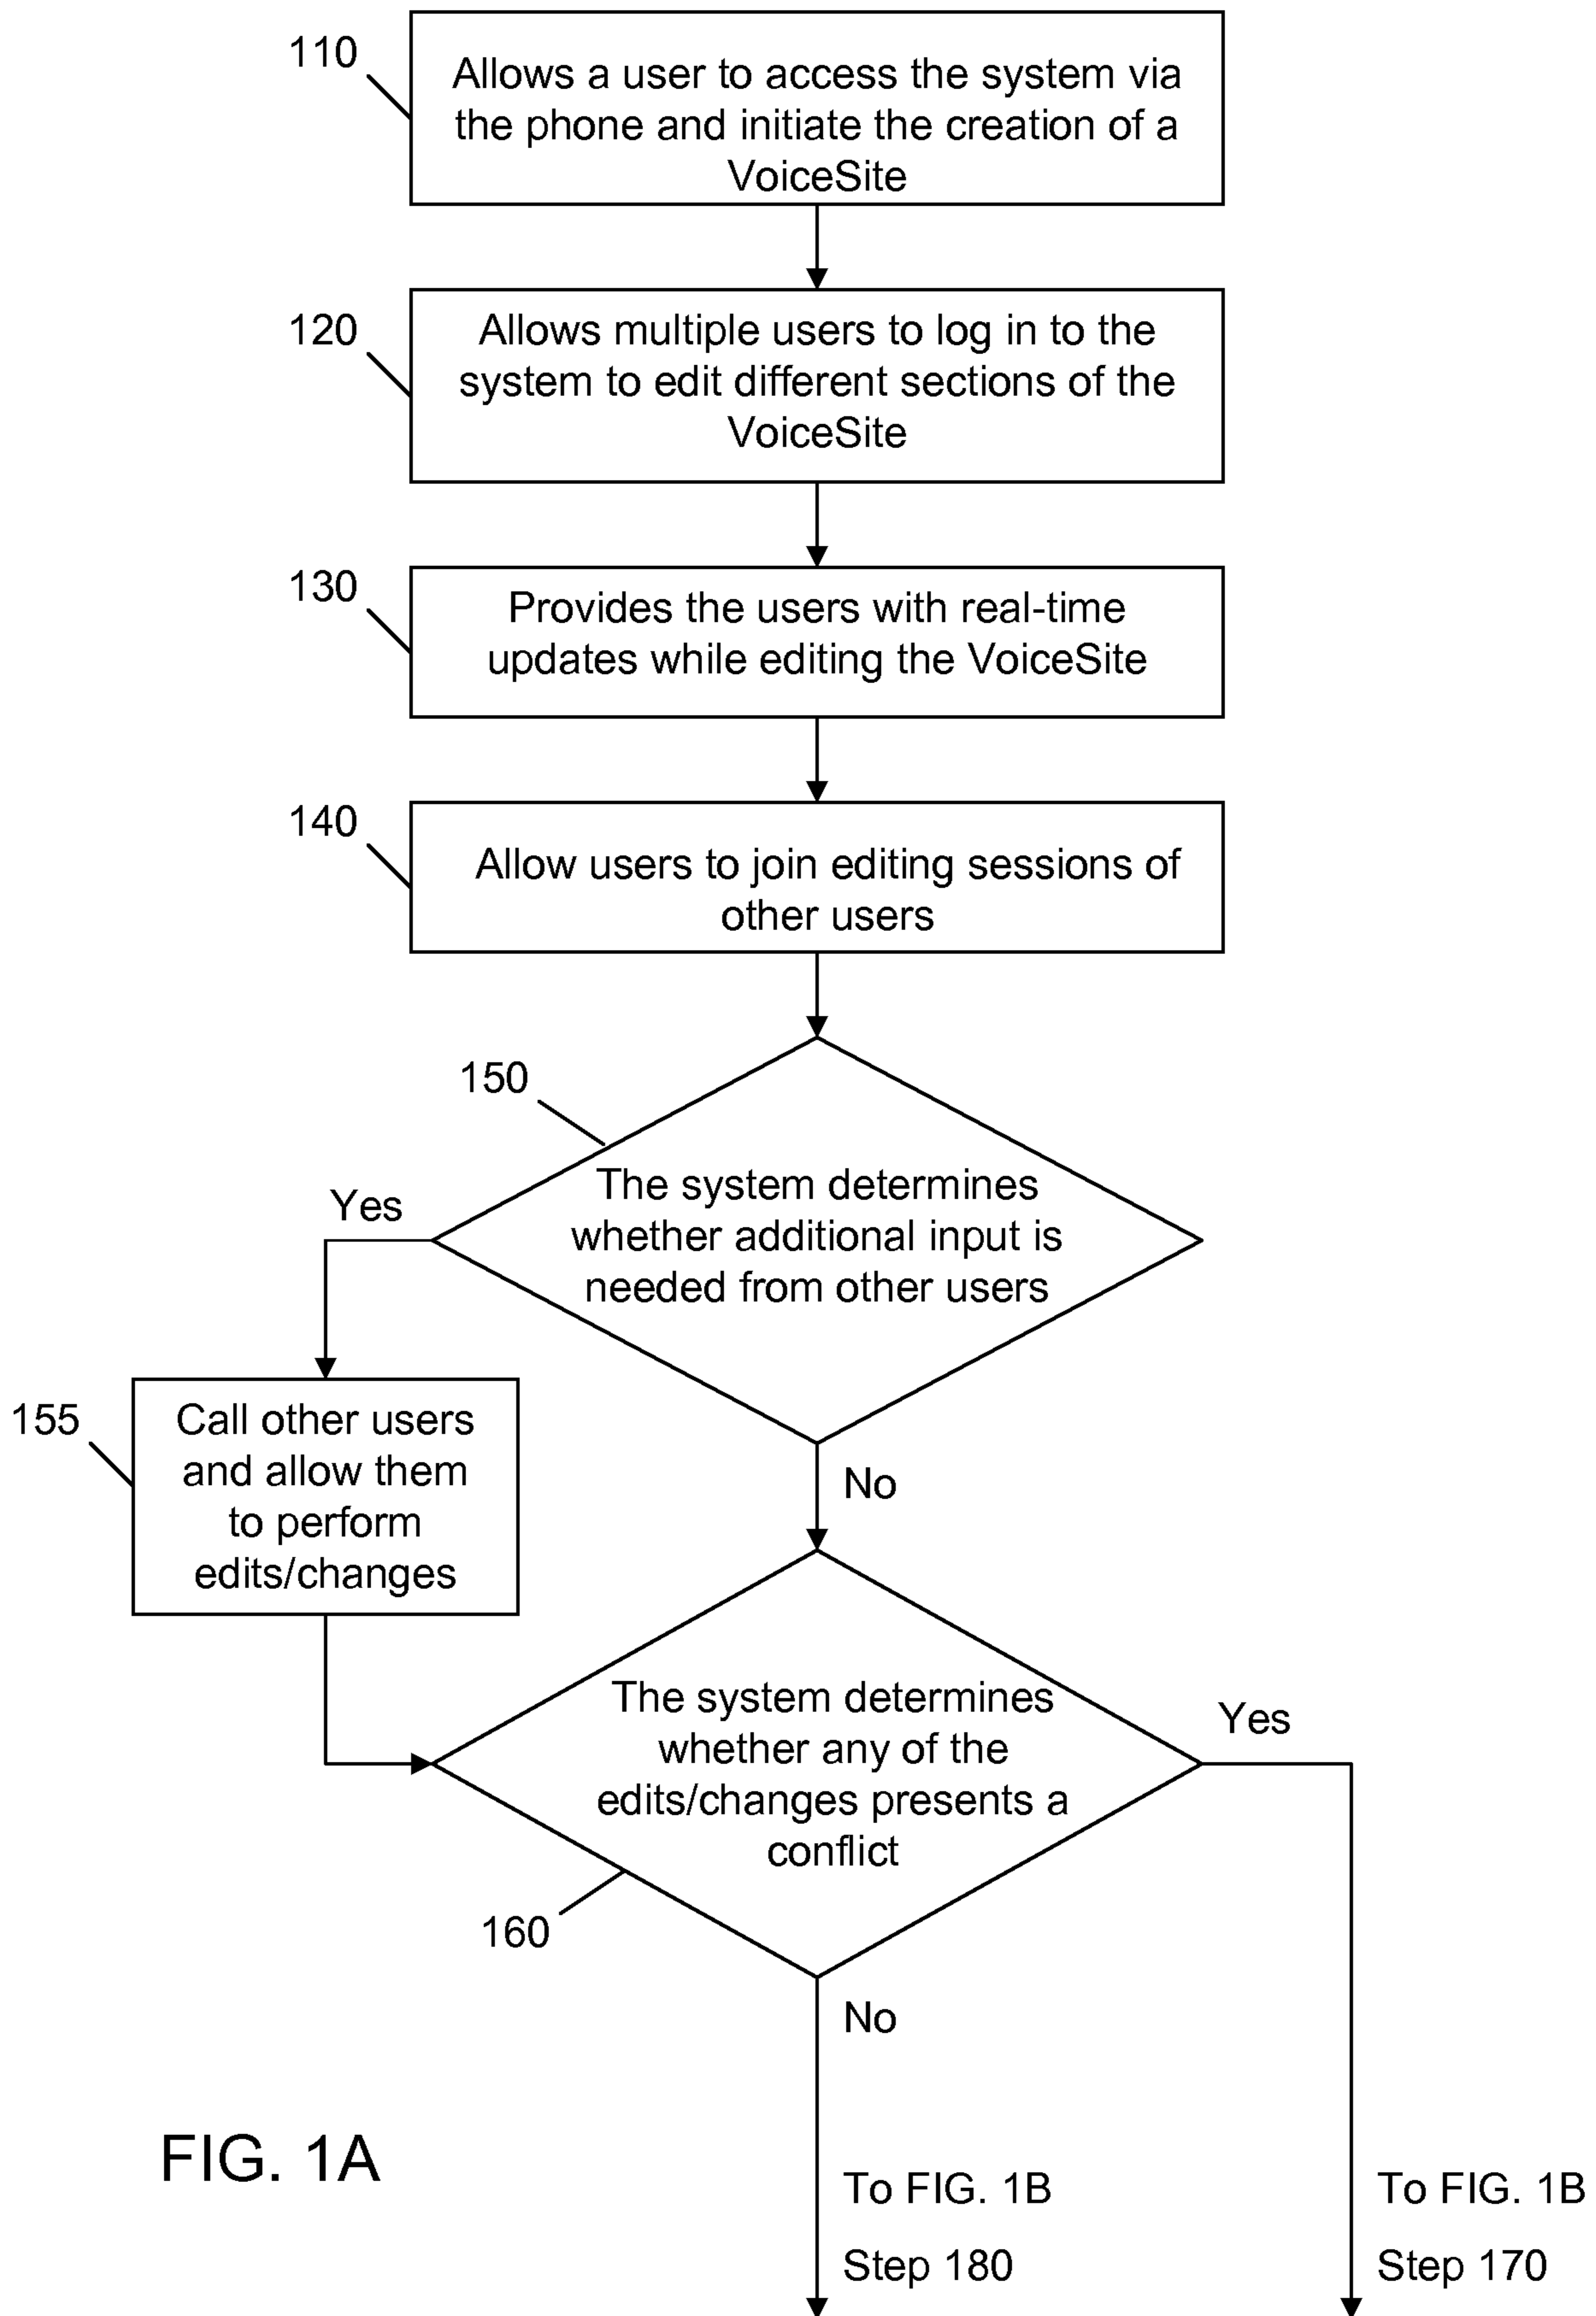 110
Allows a user to access the system via
the phone and initiate the creation of a
VoiceSite
120
Allows multiple users to log in to the
system to edit different sections of the
VoiceSite
130
Provides the users with real-time
updates while editing the VoiceSite
140
Allow users to join editing sessions of
other users
150
The system determines
whether additional input is
needed from other users
Yes
No
155
Call other users
and allow them
to perform
edits/changes
The system determines
whether any of the
edits/changes presents a
conflict
Yes
160
No
FIG. 1A
To FIG. 1B
Step 180
To FIG. 1B
Step 170